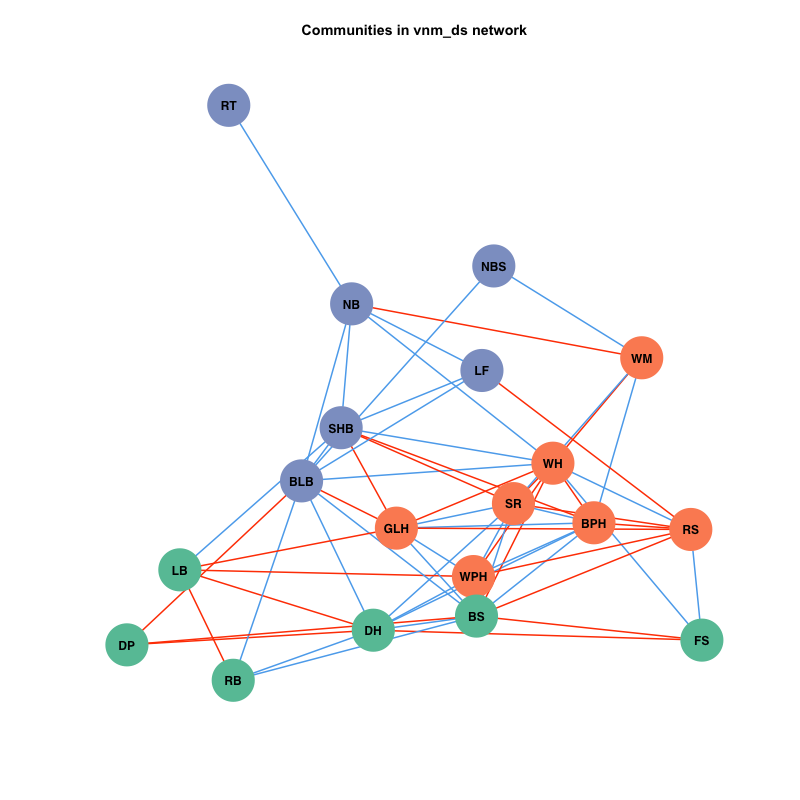 Communities in vnm_ds network
RT
NBS
NB
WM
LF
SHB
WH
BLB
SR
BPH
GLH
RS
LB
WPH
BS
DH
FS
DP
RB